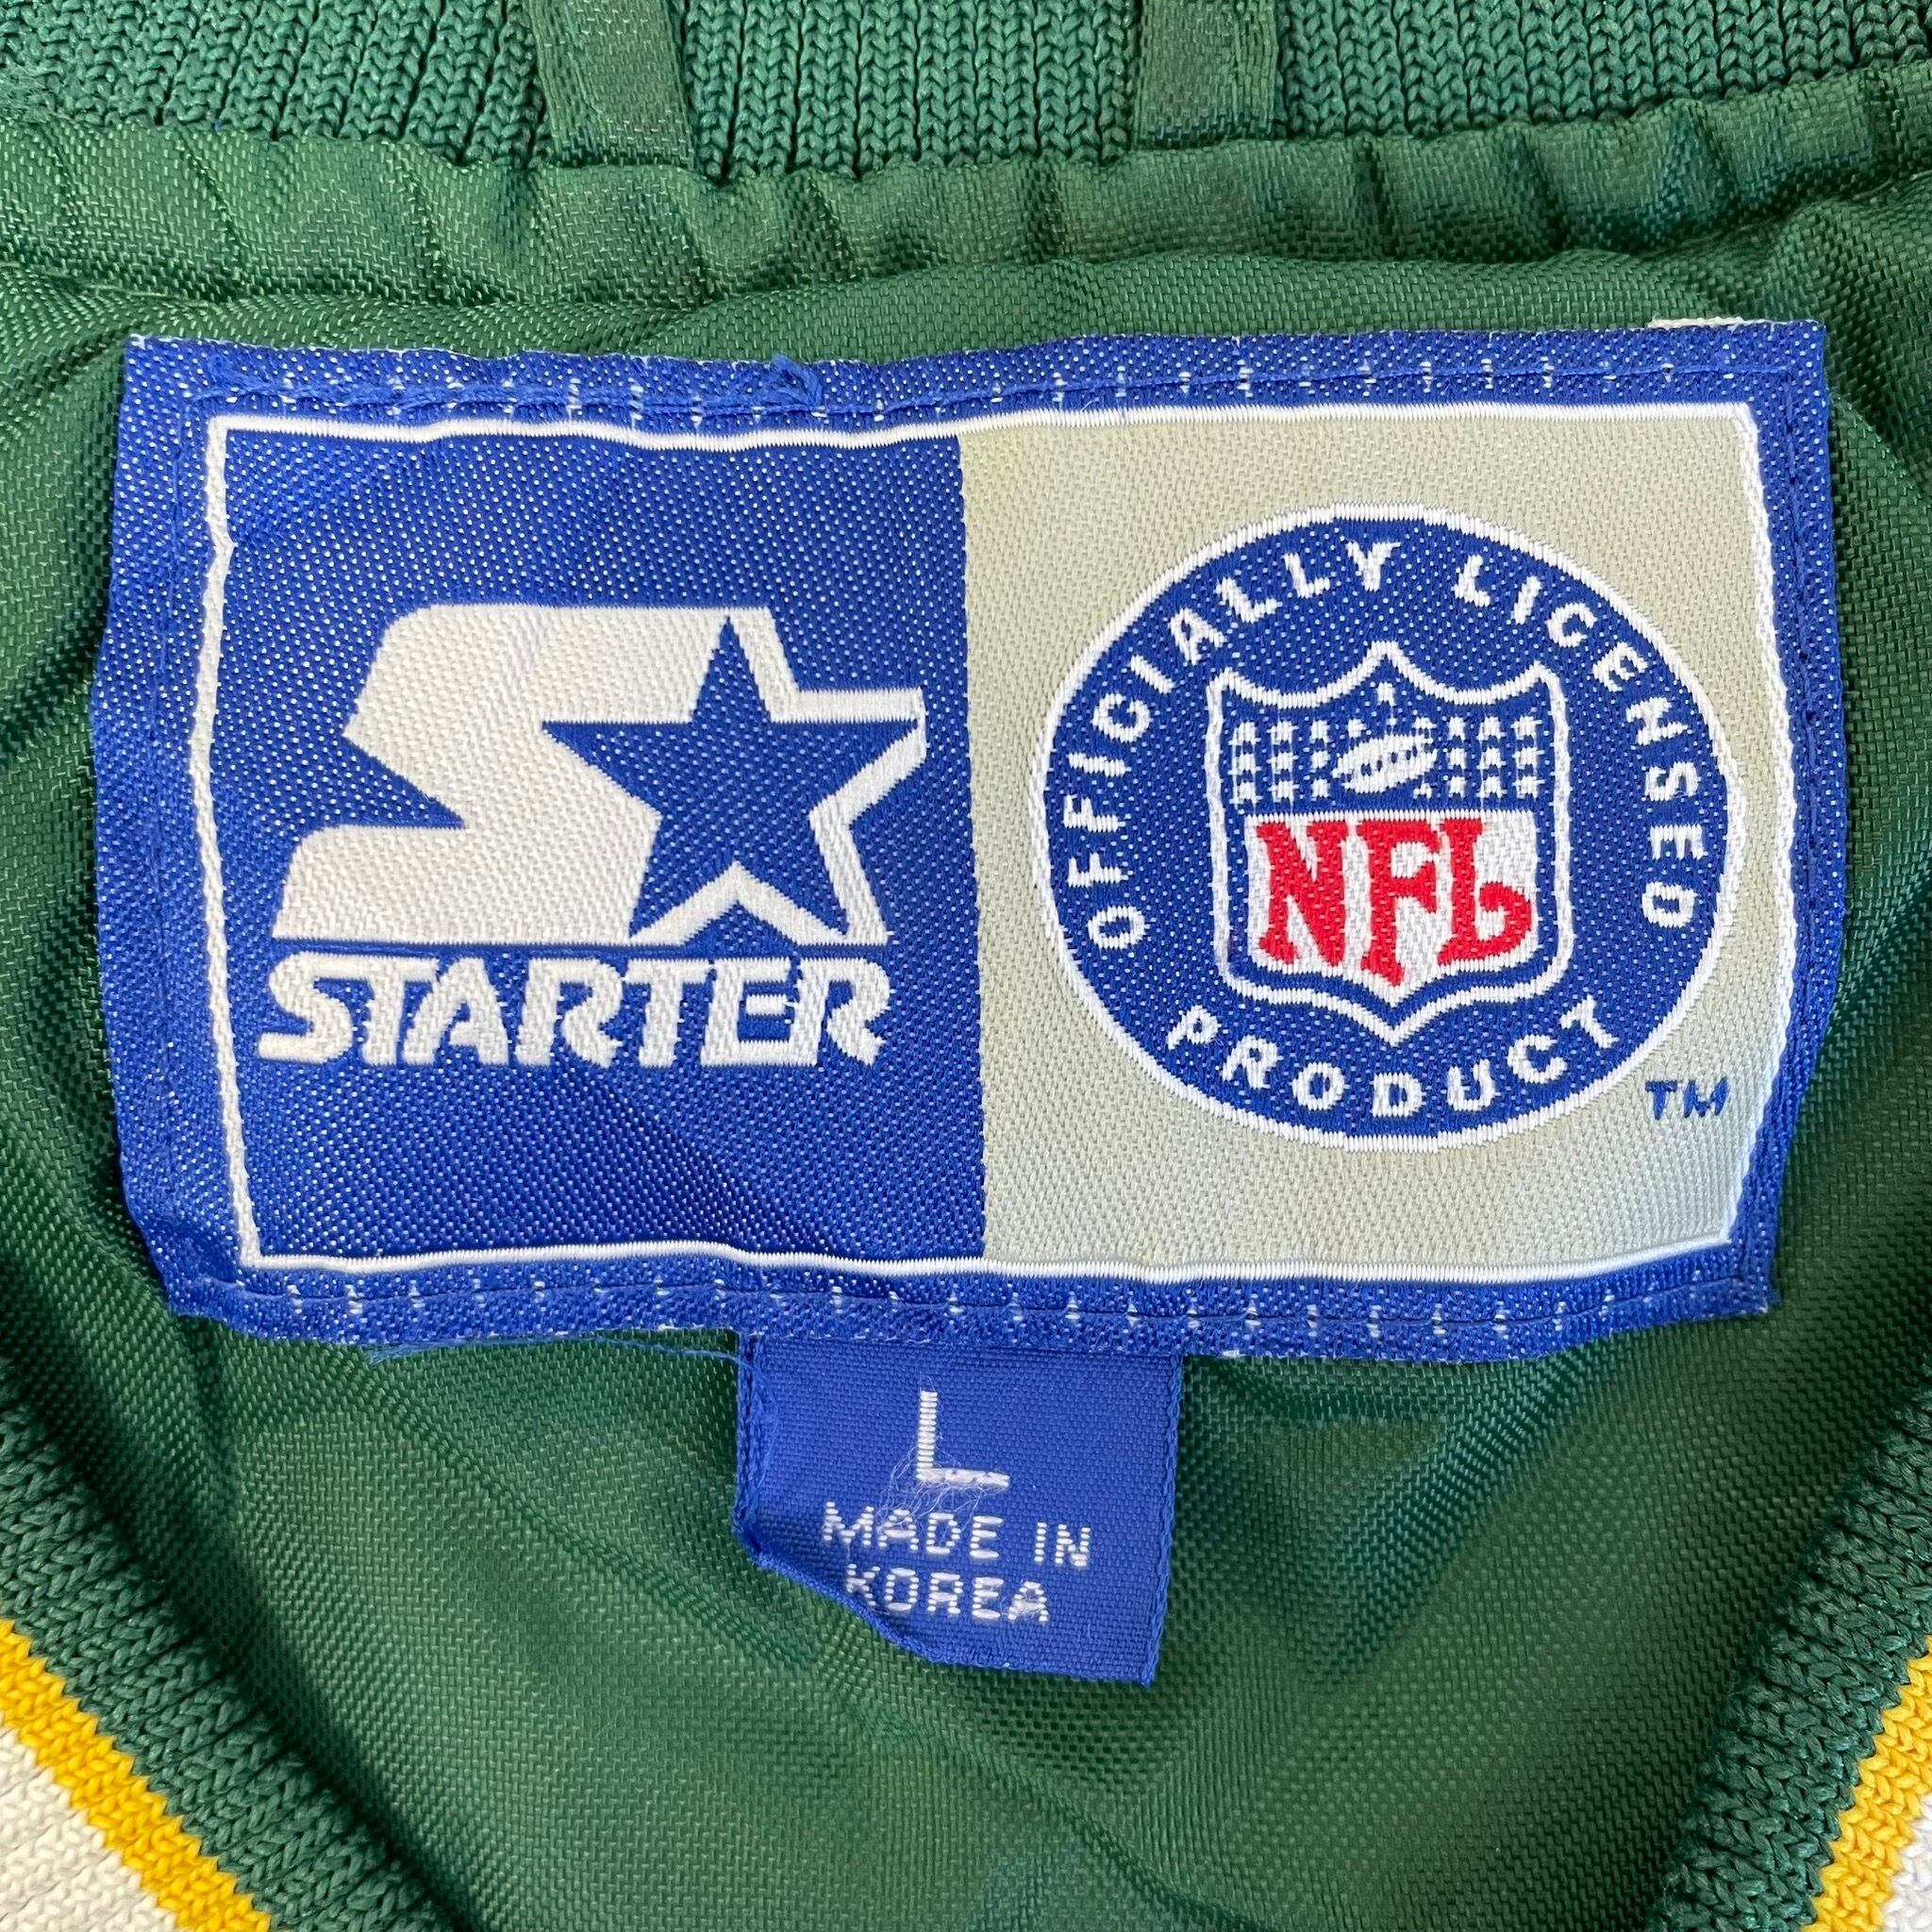 STARTER
OFFICIALLY LICENSED
NFL
PRODUCT
TM
L
MADE IN
KOREA